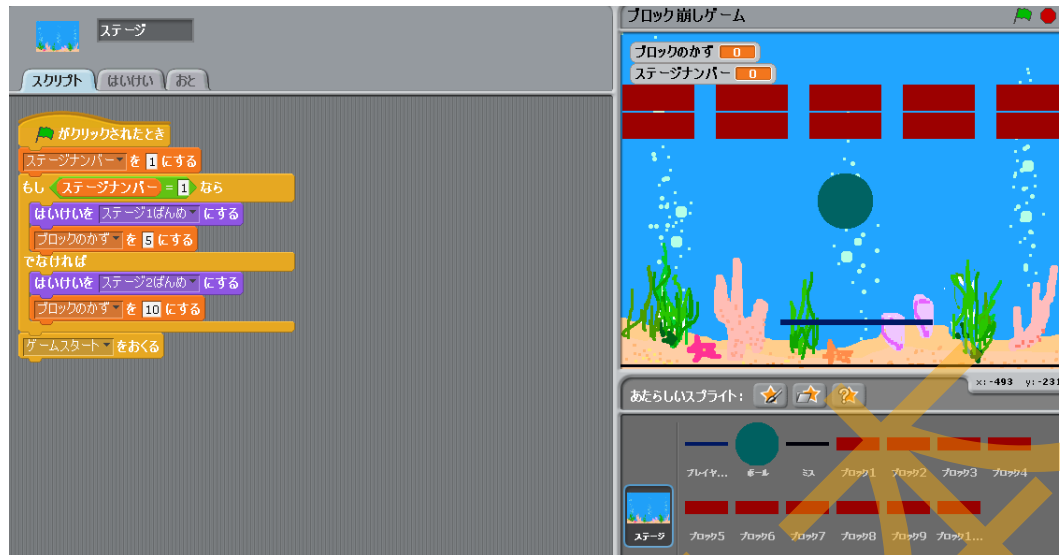 ステージ
スクリプト はいけい おと
がクリックされたとき
ステージナンバー を 1 にする
もし ステージナンバー = 1 なら
はいけいを ステージ1ばんめ にする
ブロックのかず を 5 にする
でなければ
はいけいを ステージ2ばんめ にする
ブロックのかず を 10 にする
ゲームスタート をおくる
ブロック崩しゲーム
ブロックのかず 0
ステージナンバー 0
x: -493 y: -231
あたらしいスプライト:
プレイヤ... ボール ミス ブロック1 ブロック2 ブロック3 ブロック4
ステージ ブロック5 ブロック6 ブロック7 ブロック8 ブロック9 ブロック1...